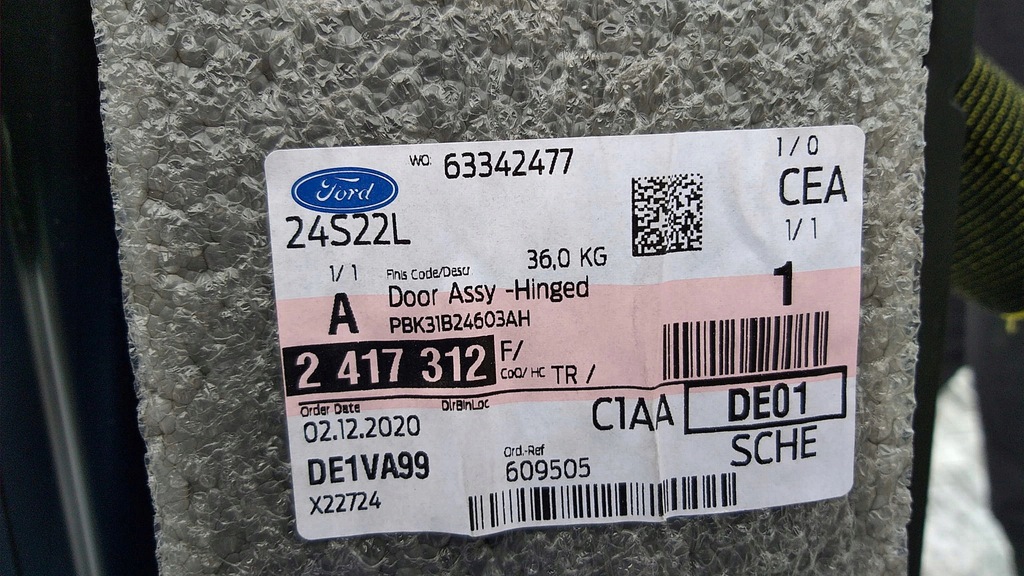 Ford
WO: 63342477
1/0
24S22L
CEA
1/1
36,0 KG
1/1
Finis Code/Descr
A
Door Assy -Hinged
1
PBK31B24603AH
2 417 312
F/
CoO/ HC TR /
Order Date
DlrBinLoc
C1AA
DE01
02.12.2020
SCHE
DE1VA99
Ord.-Ref
609505
X22724